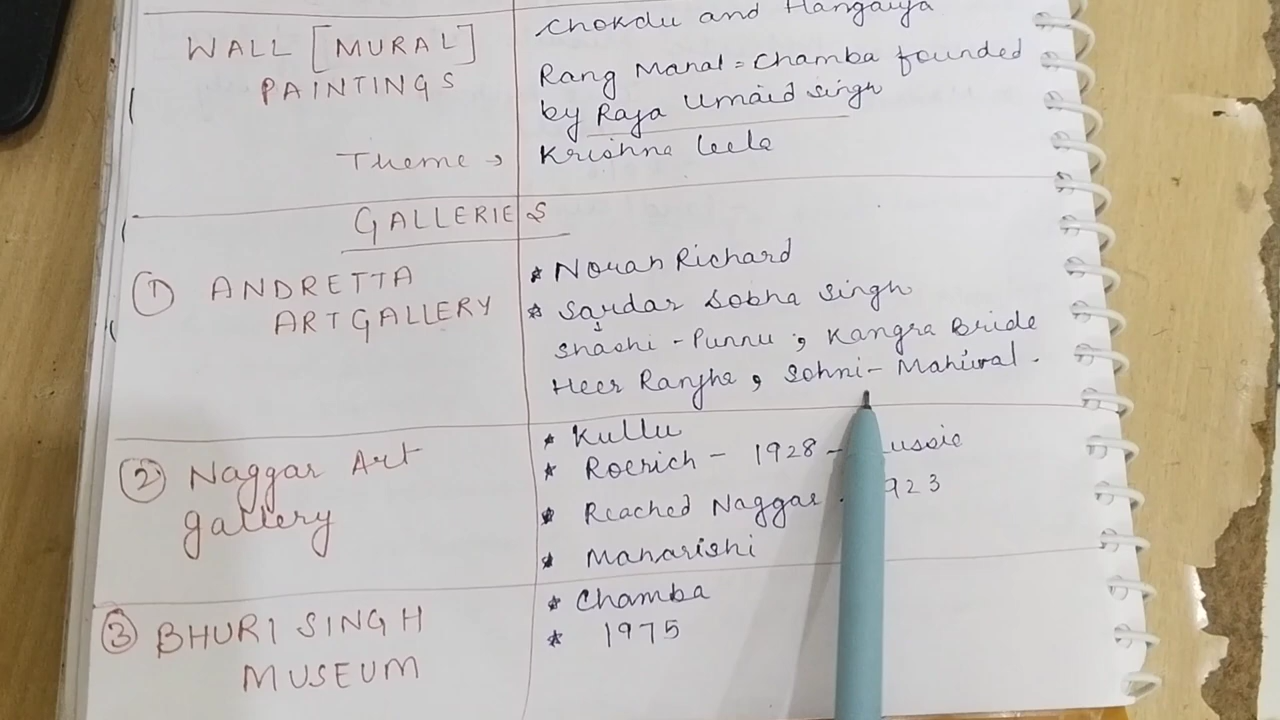 Chokdu and Hangaiya
WALL [MURAL] PAINTINGS
Rang Mahal = Chamba founded
by Raja Umaid Singh
Theme → Krishna leela
GALLERIES
① ANDRETTA
ART GALLERY
* Norah Richard
* Sardar Sobha Singh
Shashi - Punnu , Kangra Bride
Heer Ranjha , Sohni - Mahiwal .
② Naggar Art
gallery
* Kullu
* Roerich - 1928 -
* Reached Naggar
* Maharishi
③ BHURI SINGH
MUSEUM
* Chamba
* 1975